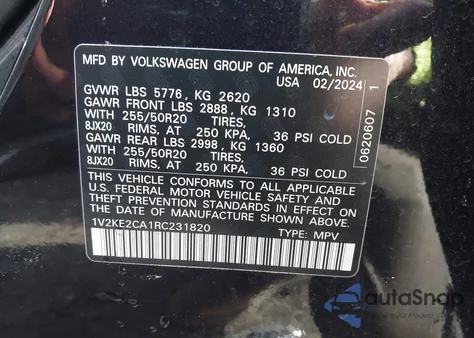 MFD BY VOLKSWAGEN GROUP OF AMERICA, INC.
USA 02/2024
GVWR LBS 5776, KG 2620
GAWR FRONT LBS 2888, KG 1310
WITH 255/50R20 TIRES,
8JX20 RIMS, AT 250 KPA, 36 PSI COLD
GAWR REAR LBS 2998, KG 1360
WITH 255/50R20 TIRES,
8JX20 RIMS, AT 250 KPA, 36 PSI COLD
THIS VEHICLE CONFORMS TO ALL APPLICABLE
U.S. FEDERAL MOTOR VEHICLE SAFETY AND
THEFT PREVENTION STANDARDS IN EFFECT ON
THE DATE OF MANUFACTURE SHOWN ABOVE.
1V2KE2CA1RC231820 TYPE: MPV
0620607 1
autoSnap